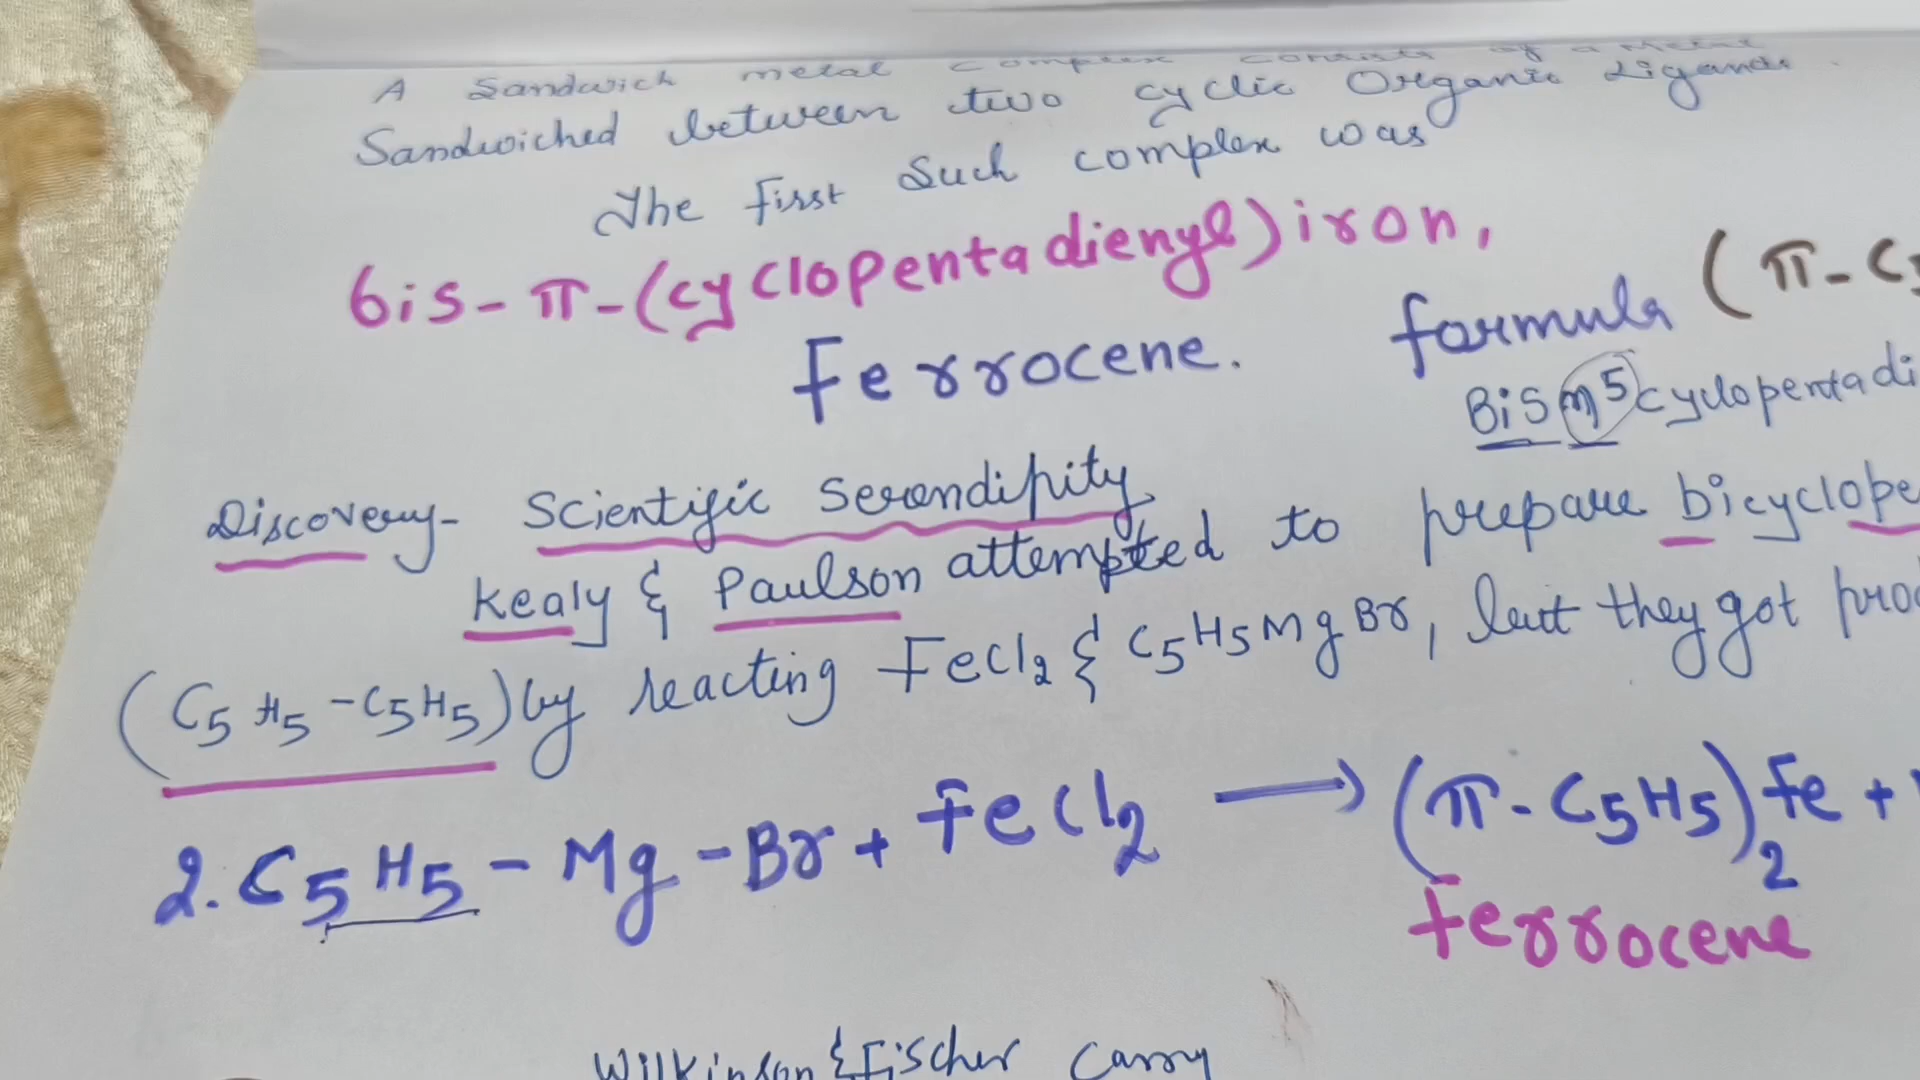 A Sandwich metal complex consists of a Metal
Sandwiched between two cyclic Organic Ligands.
The First Such complex was
bis-π-(cyclopentadienyl)iron,
Ferrocene. formula (π-C5
BiS η5 cyclopentadi
Discovery- Scientific Serendipity
Kealy & Paulson attempted to prepare bicyclope
(C5H5-C5H5) by reacting FeCl2 & C5H5MgBr, but they got pro
2.C5H5-Mg-Br + FeCl2 → (π-C5H5)2Fe +
Ferrocene
Wilkinson & Fischer Carry